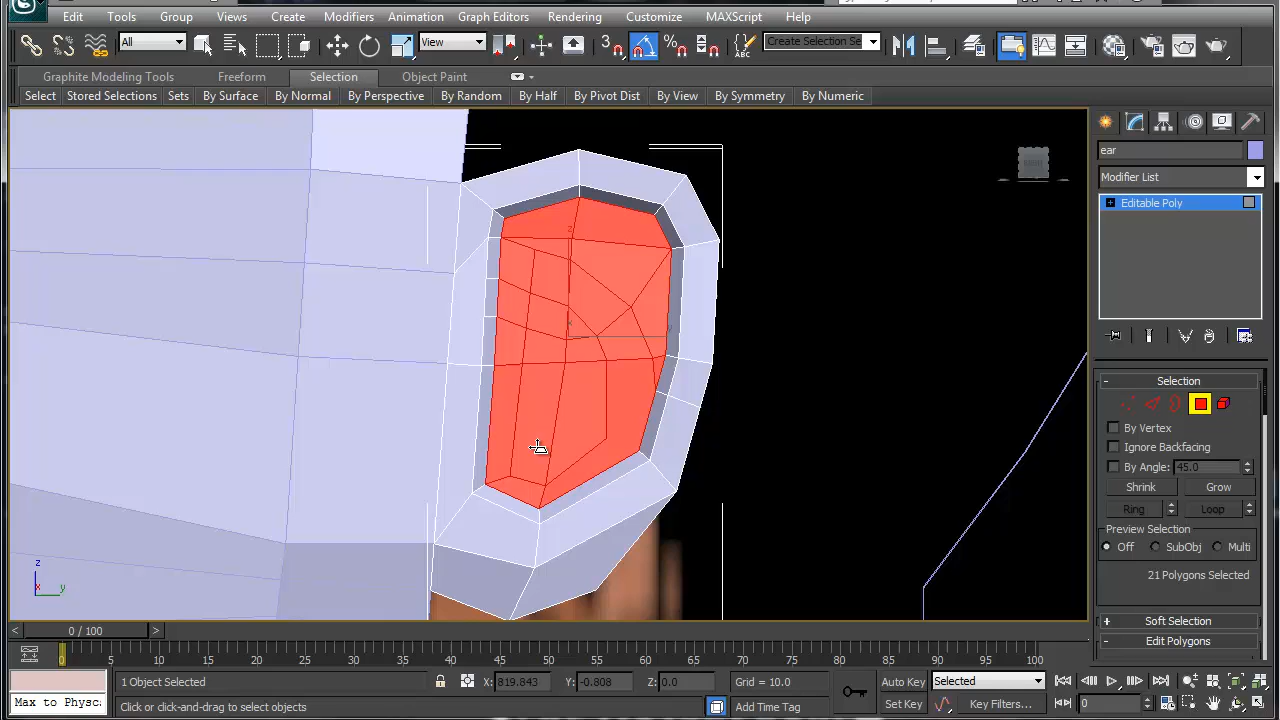 Edit Tools Group Views Create Modifiers Animation Graph Editors Rendering Customize MAXScript Help
All View 3 % ABC Create Selection Se
Graphite Modeling Tools Freeform Selection Object Paint
Select Stored Selections Sets By Surface By Normal By Perspective By Random By Half By Pivot Dist By View By Symmetry By Numeric
ear
Modifier List
Editable Poly
z
x
y
- Selection
By Vertex
Ignore Backfacing
By Angle: 45.0
Shrink Grow
Ring Loop
Preview Selection
Off SubObj Multi
21 Polygons Selected
+ Soft Selection
- Edit Polygons
z
x y
< 0 / 100 >
0 5 10 15 20 25 30 35 40 45 50 55 60 65 70 75 80 85 90 95 100
1 Object Selected X: 819.843 Y: -0.808 Z: 0.0 Grid = 10.0 Auto Key Selected
Max to Physc. Click or click-and-drag to select objects Add Time Tag Set Key Key Filters... 0